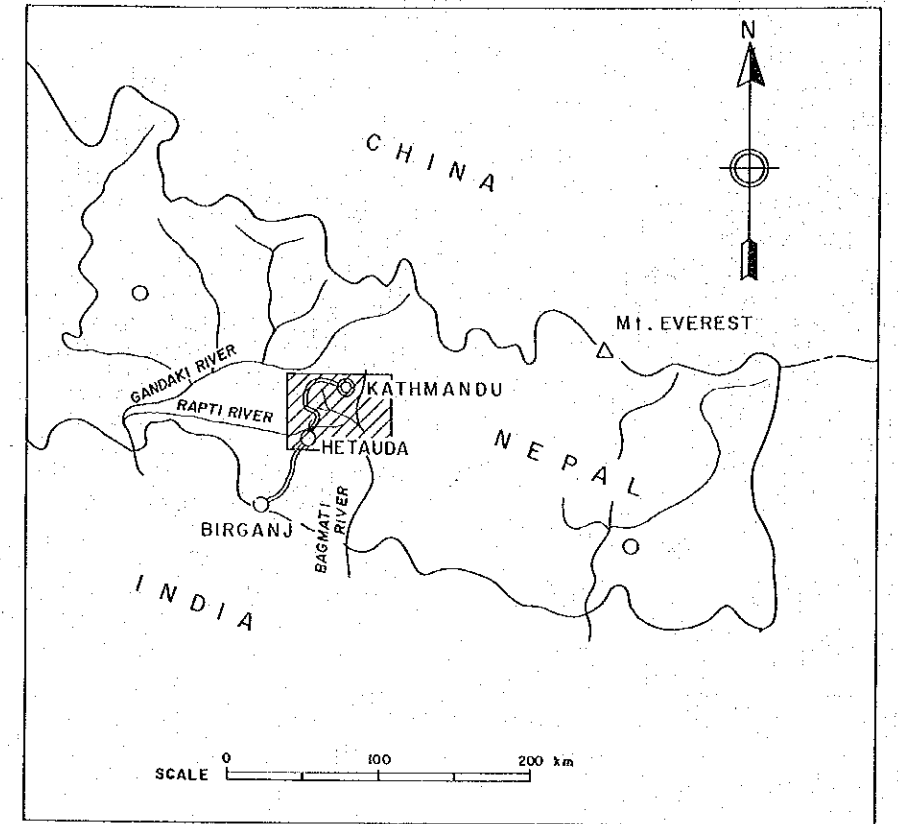 N
CHINA
Mt. EVEREST
GANDAKI RIVER
KATHMANDU
RAPTI RIVER
NEPAL
HETAUDA
BAGMATI
RIVER
BIRGANJ
INDIA
0 100 200 km
SCALE